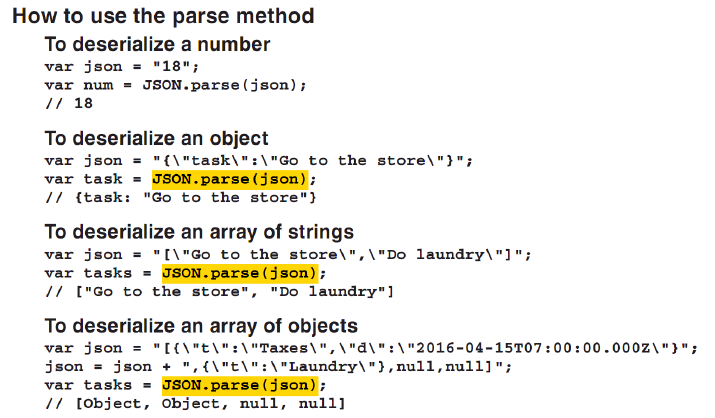 How to use the parse method
To deserialize a number
var json = "18";
var num = JSON.parse(json);
// 18
To deserialize an object
var json = "{\"task\":\"Go to the store\"}";
var task = JSON.parse(json);
// {task: "Go to the store"}
To deserialize an array of strings
var json = "[\"Go to the store\",\"Do laundry\"]";
var tasks = JSON.parse(json);
// ["Go to the store", "Do laundry"]
To deserialize an array of objects
var json = "[{\"t\":\"Taxes\",\"d\":\"2016-04-15T07:00:00.000Z\"}";
json = json + ",{\"t\":\"Laundry\"},null,null]";
var tasks = JSON.parse(json);
// [Object, Object, null, null]